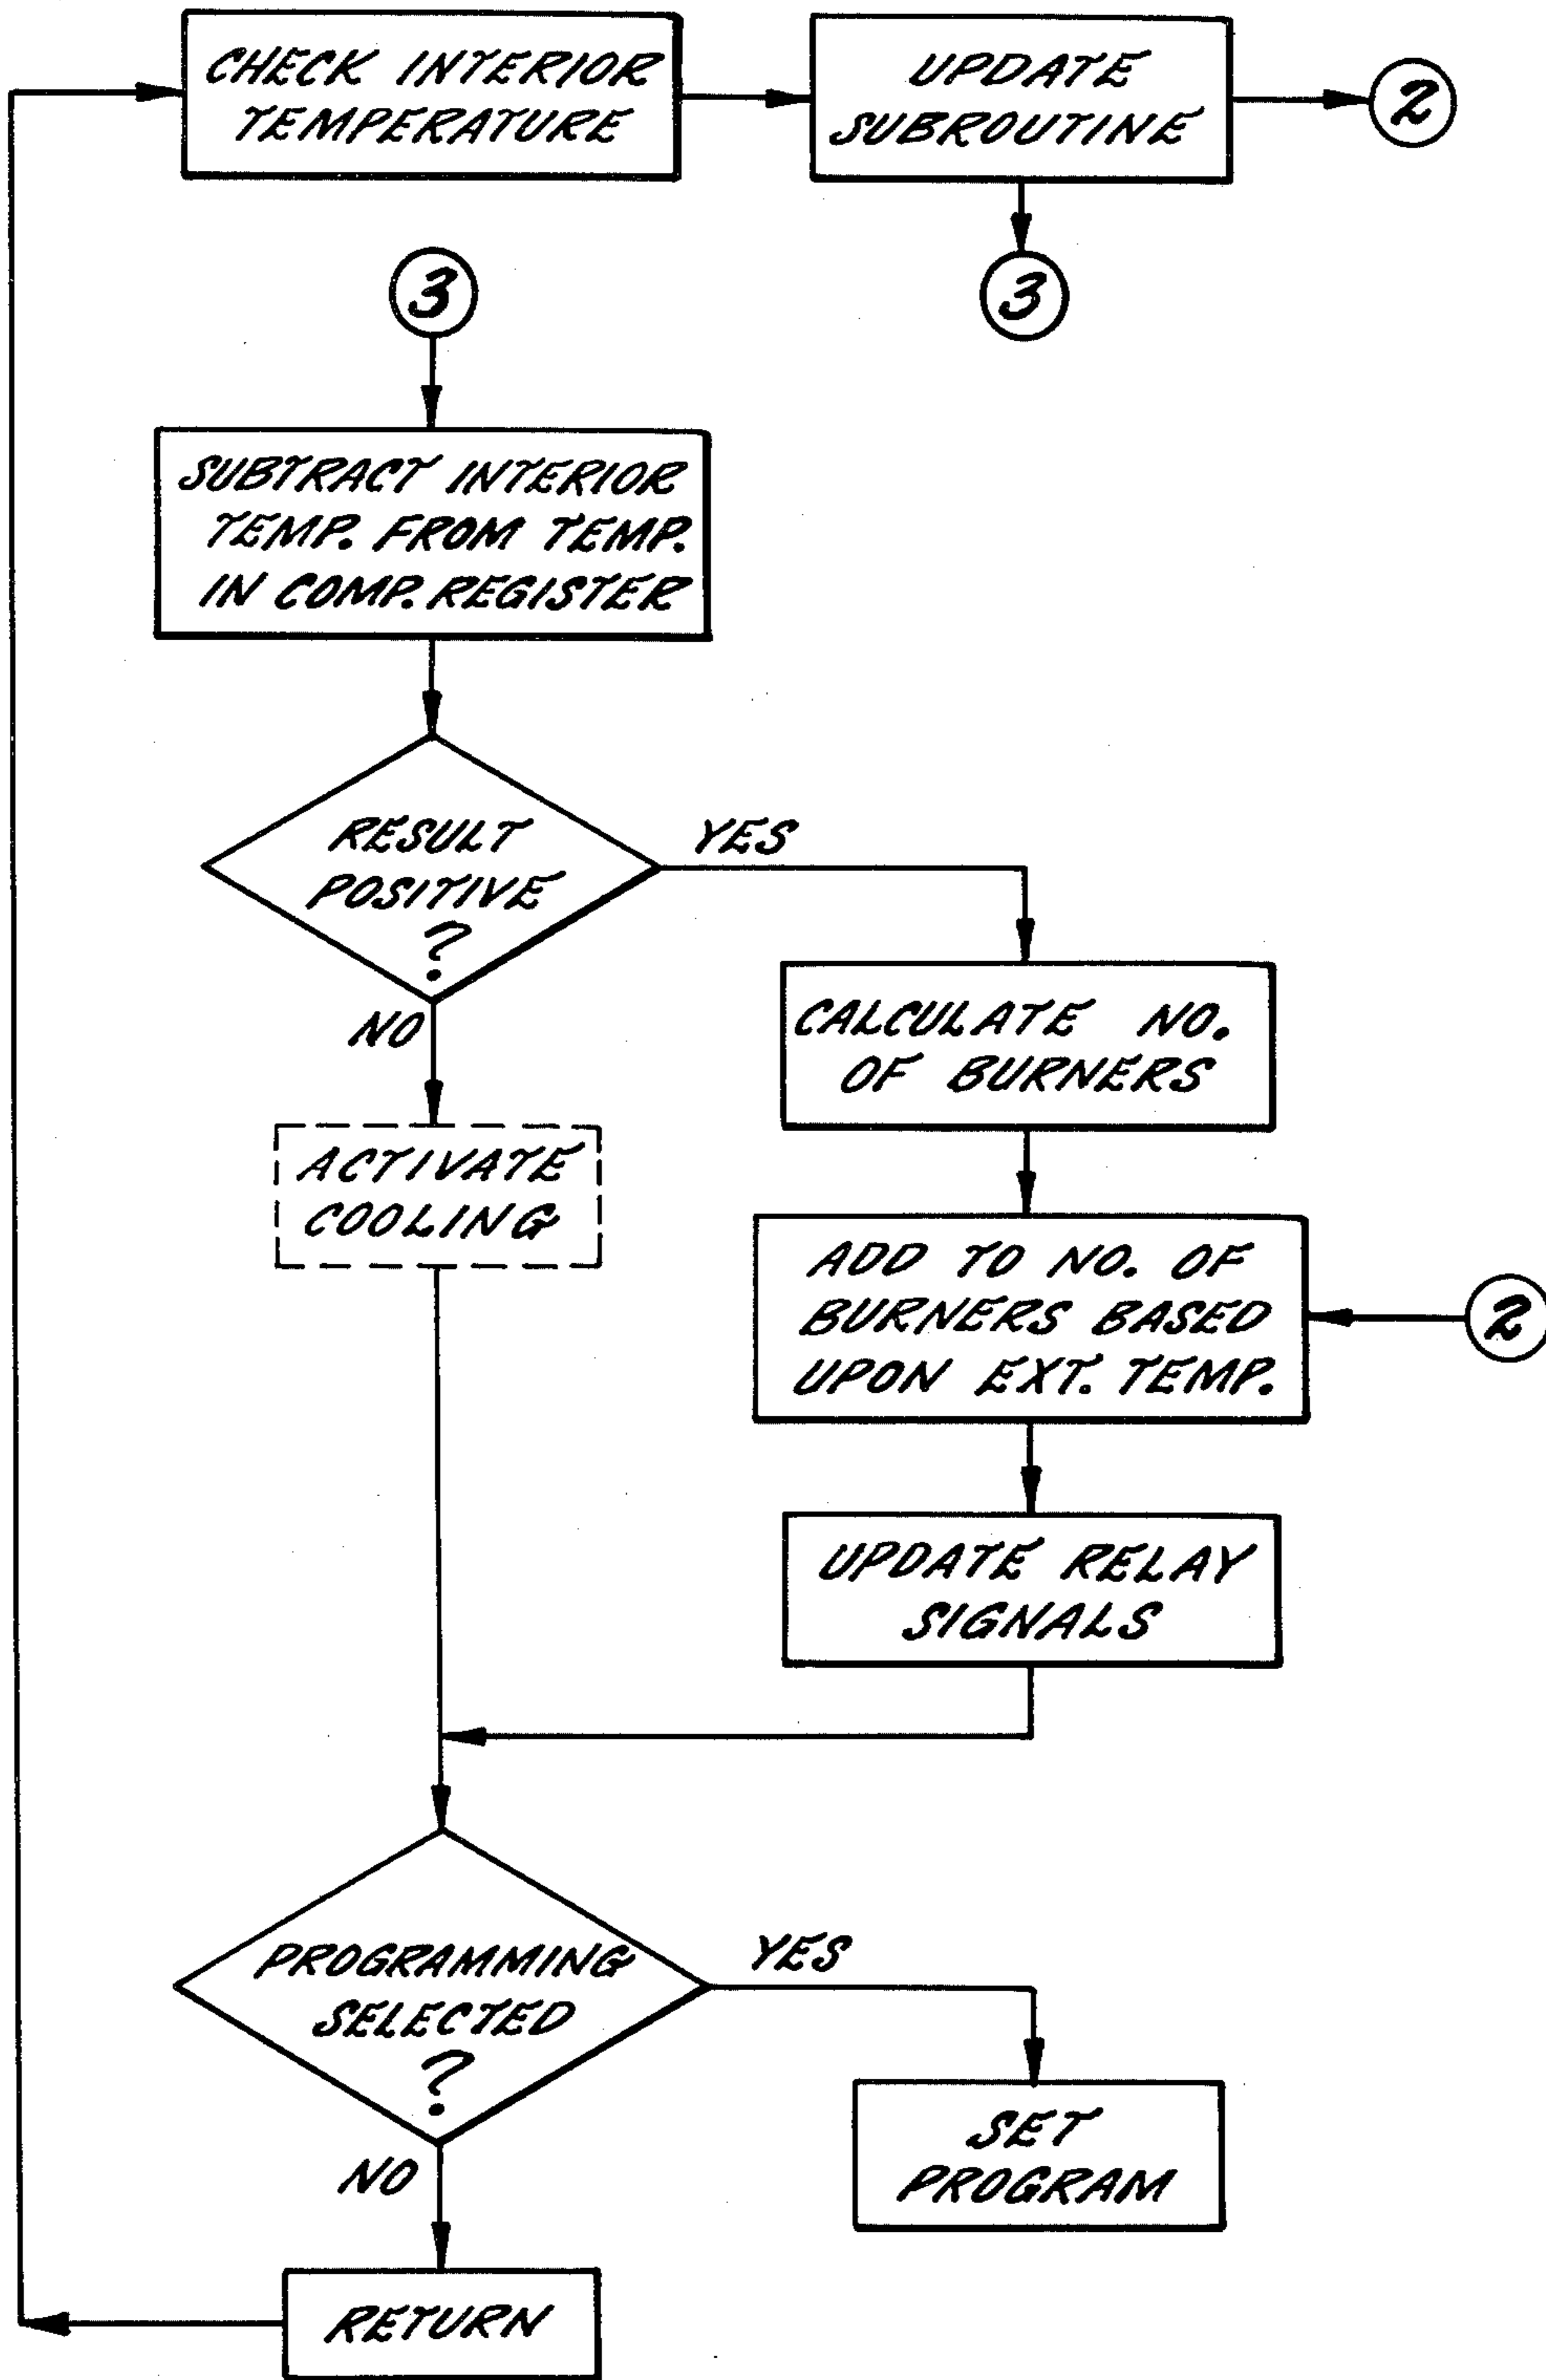 CHECK INTERIOR
TEMPERATURE
UPDATE
SUBROUTINE
2
3
3
SUBTRACT INTERIOR
TEMP. FROM TEMP.
IN COMP. REGISTER
RESULT
POSITIVE
?
YES
NO
CALCULATE NO.
OF BURNERS
ACTIVATE
COOLING
ADD TO NO. OF
BURNERS BASED
UPON EXT. TEMP.
2
UPDATE RELAY
SIGNALS
PROGRAMMING
SELECTED
?
YES
NO
SET
PROGRAM
RETURN